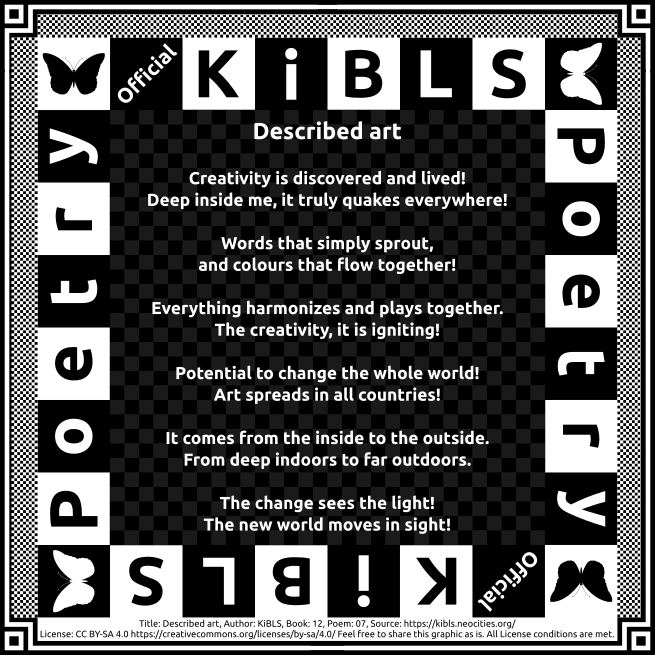 Official KiBLS
Poetry
Poetry
Described art
Creativity is discovered and lived!
Deep inside me, it truly quakes everywhere!
Words that simply sprout,
and colours that flow together!
Everything harmonizes and plays together.
The creativity, it is igniting!
Potential to change the whole world!
Art spreads in all countries!
It comes from the inside to the outside.
From deep indoors to far outdoors.
The change sees the light!
The new world moves in sight!
Official KiBLS
Title: Described art, Author: KiBLS, Book: 12, Poem: 07, Source: https://kibls.neocities.org/
License: CC BY-SA 4.0 https://creativecommons.org/licenses/by-sa/4.0/ Feel free to share this graphic as is. All License conditions are met.